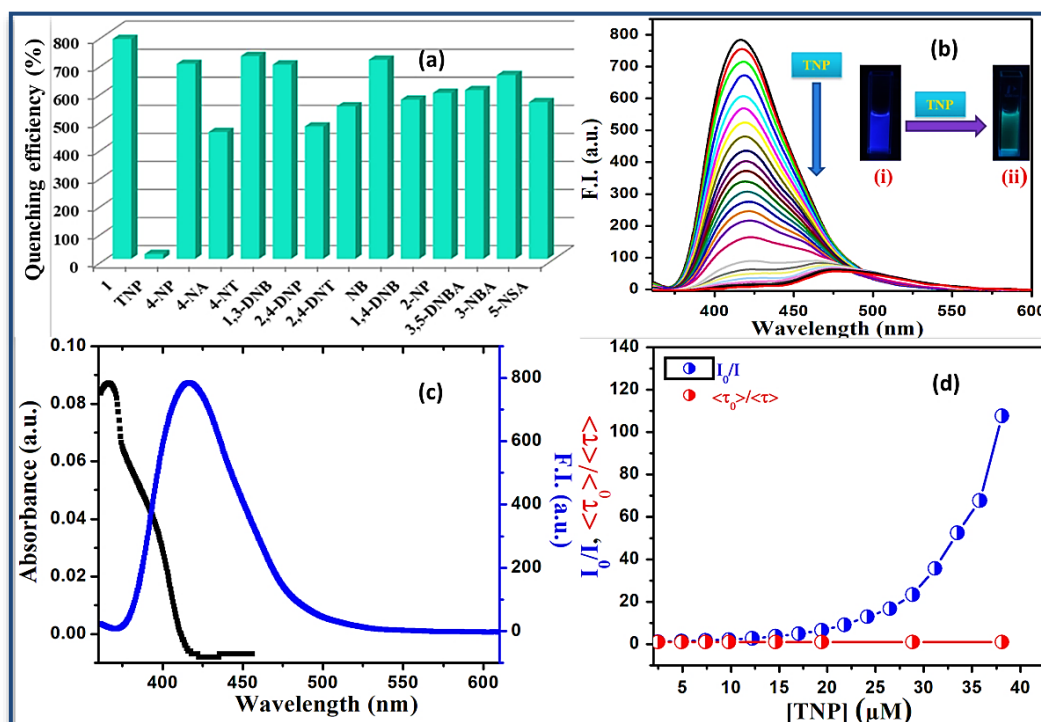 (a)
Quenching efficiency (%)
800
700
600
500
400
300
200
100
0
1
TNP
4-NP
4-NA
4-NT
1,3-DNB
2,4-DNP
2,4-DNT
NB
1,4-DNB
2-NP
3,5-DNBA
3-NBA
5-NSA
(b)
F.I. (a.u.)
800
700
600
500
400
300
200
100
0
TNP
TNP
(i)
(ii)
400
450
500
550
600
Wavelength (nm)
(c)
Absorbance (a.u.)
0.10
0.08
0.06
0.04
0.02
0.00
800
600
400
200
0
F.I. (a.u.)
400
450
500
550
600
Wavelength (nm)
(d)
I₀/I
<τ₀>/<τ>
I₀/I, <τ₀>/<τ>
140
120
100
80
60
40
20
0
5
10
15
20
25
30
35
40
[TNP] (µM)